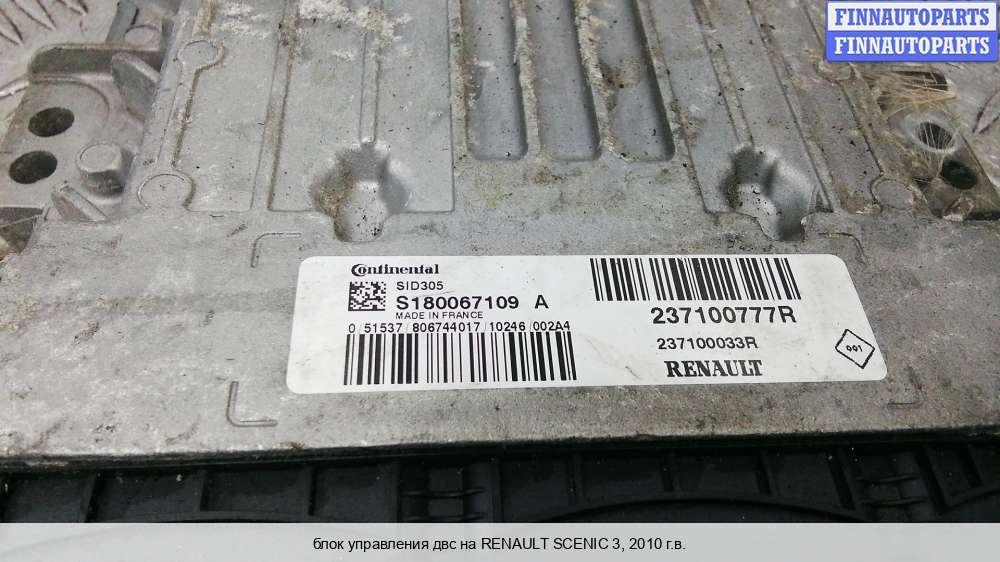 FINNAUTOPARTS
FINNAUTOPARTS
Continental
SID305
S180067109 A
MADE IN FRANCE
0 51537 806744017 10246 002A4
237100777R
237100033R
RENAULT
001
блок управления двс на RENAULT SCENIC 3, 2010 г.в.